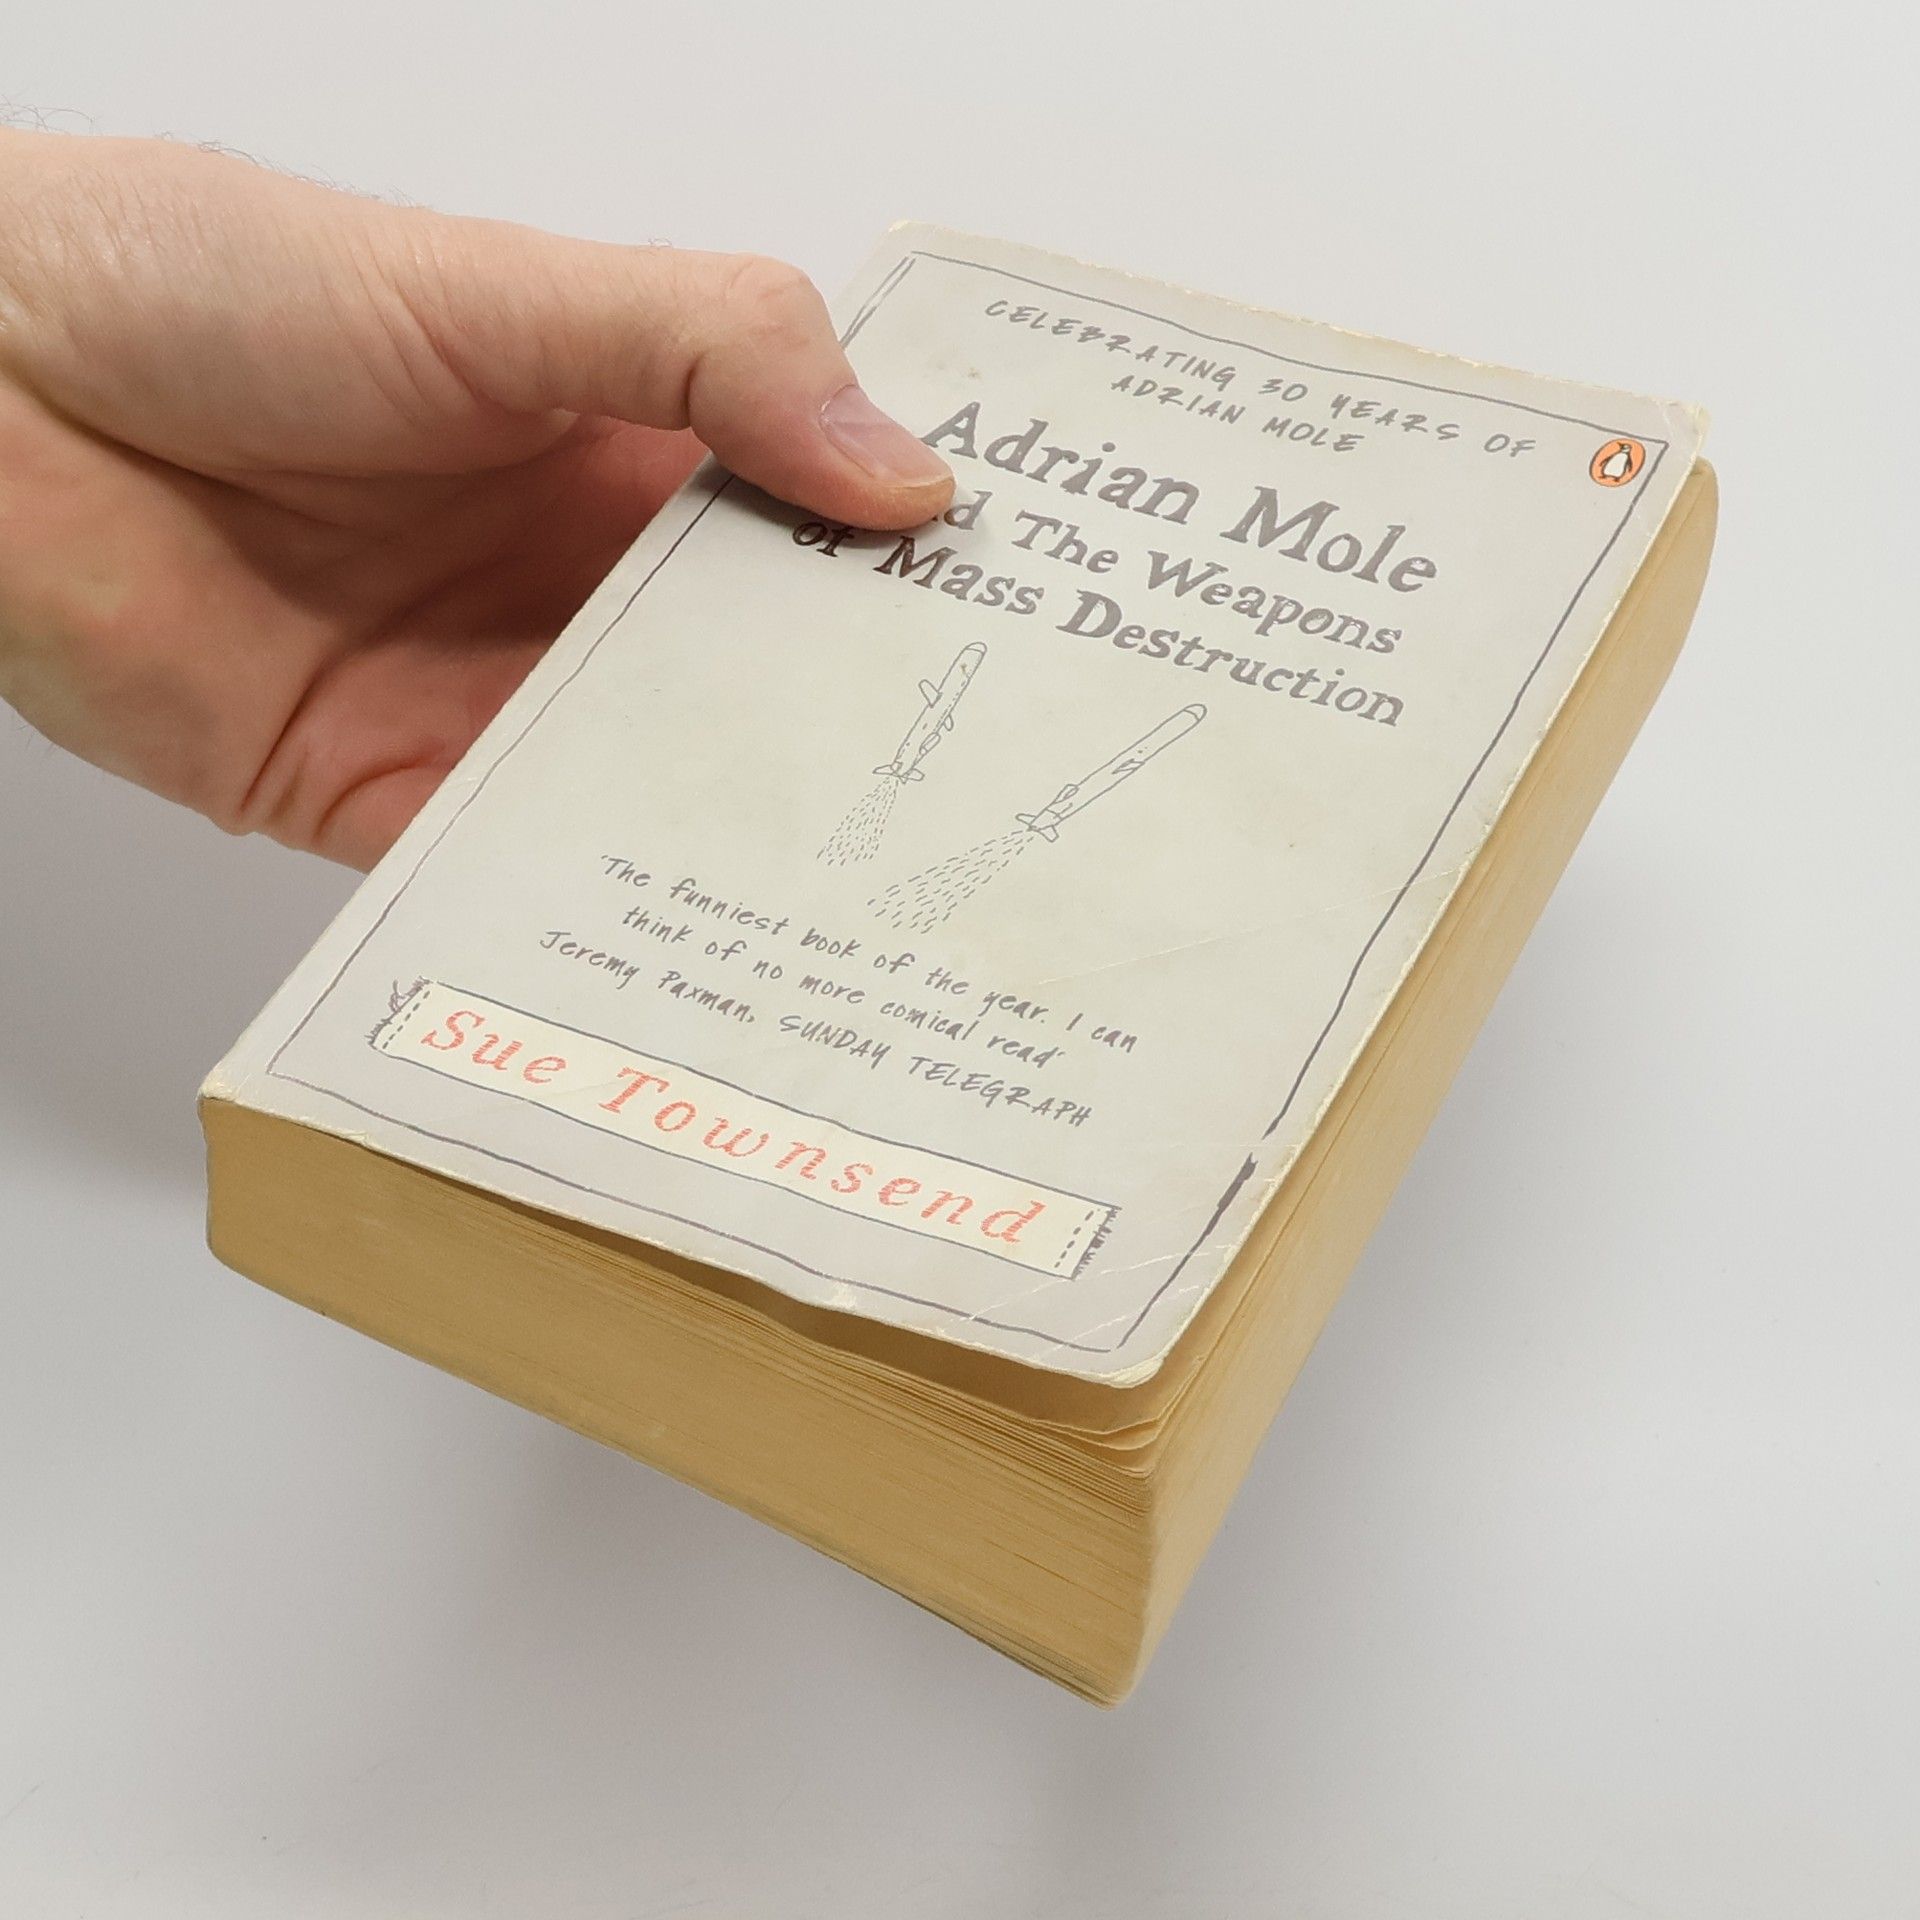 CELEBRATING 30 YEARS OF
ADRIAN MOLE
Adrian Mole
The Weapons
of Mass Destruction
'The funniest book of the year. I can
think of no more comical read'
Jeremy Paxman, SUNDAY TELEGRAPH
Sue Townsend